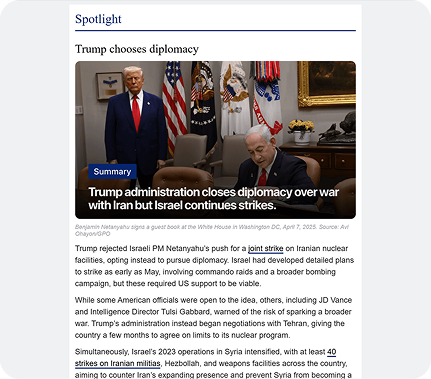 Spotlight
Trump chooses diplomacy
Summary
Trump administration closes diplomacy over war
with Iran but Israel continues strikes.
Benjamin Netanyahu signs a guest book at the White House in Washington DC, April 7, 2025. Source: Avi
Ohayon/GPO
Trump rejected Israeli PM Netanyahu's push for a joint strike on Iranian nuclear
facilities, opting instead to pursue diplomacy. Israel had developed detailed plans
to strike as early as May, involving commando raids and a broader bombing
campaign, but these required US support to be viable.
While some American officials were open to the idea, others, including JD Vance
and Intelligence Director Tulsi Gabbard, warned of the risk of sparking a broader
war. Trump's administration instead began negotiations with Tehran, giving the
country a few months to agree on limits to its nuclear program.
Simultaneously, Israel's 2023 operations in Syria intensified, with at least 40
strikes on Iranian militias, Hezbollah, and weapons facilities across the country,
aiming to counter Iran's expanding presence and prevent Syria from becoming a